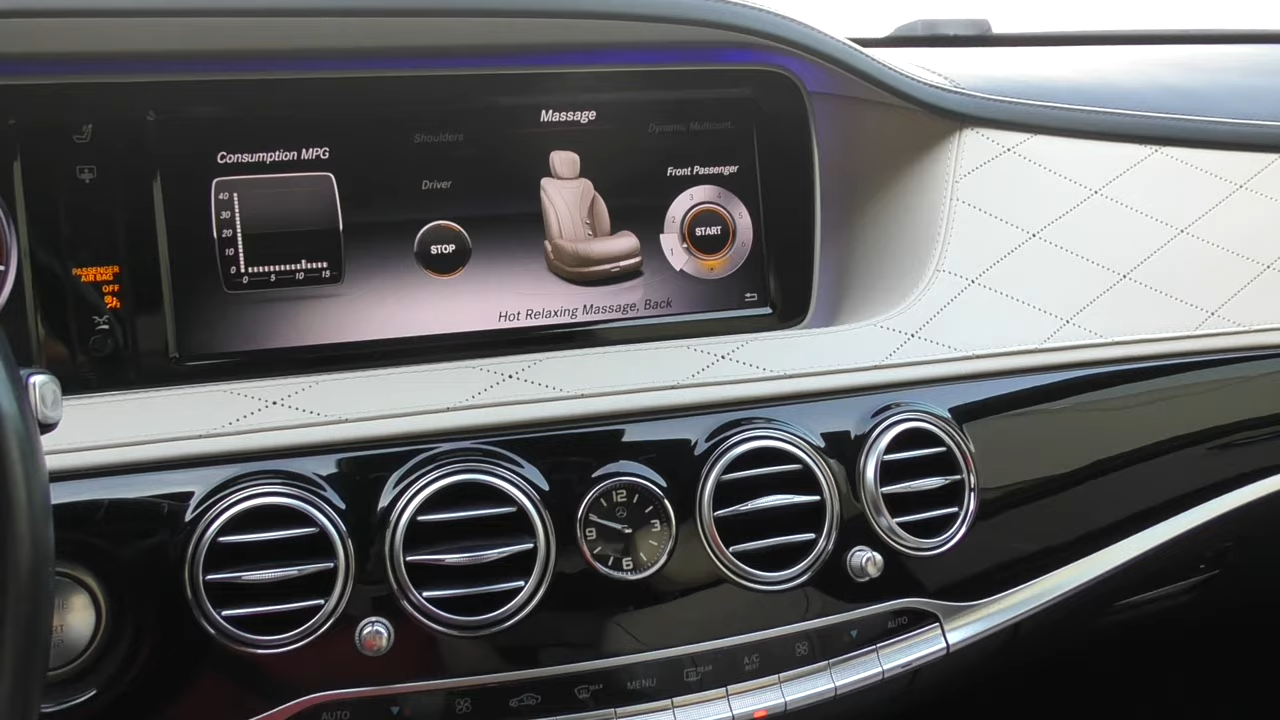 Massage
Shoulders
Dynamic Multicont.
Consumption MPG
Driver
Front Passenger
40
30
20
10
0
0 5 10 15
STOP
START
1 2 3 4 5 6
Hot Relaxing Massage, Back
PASSENGER
AIR BAG
OFF
12
3
6
9
AUTO
MAX
MENU
REAR
A/C
AUTO